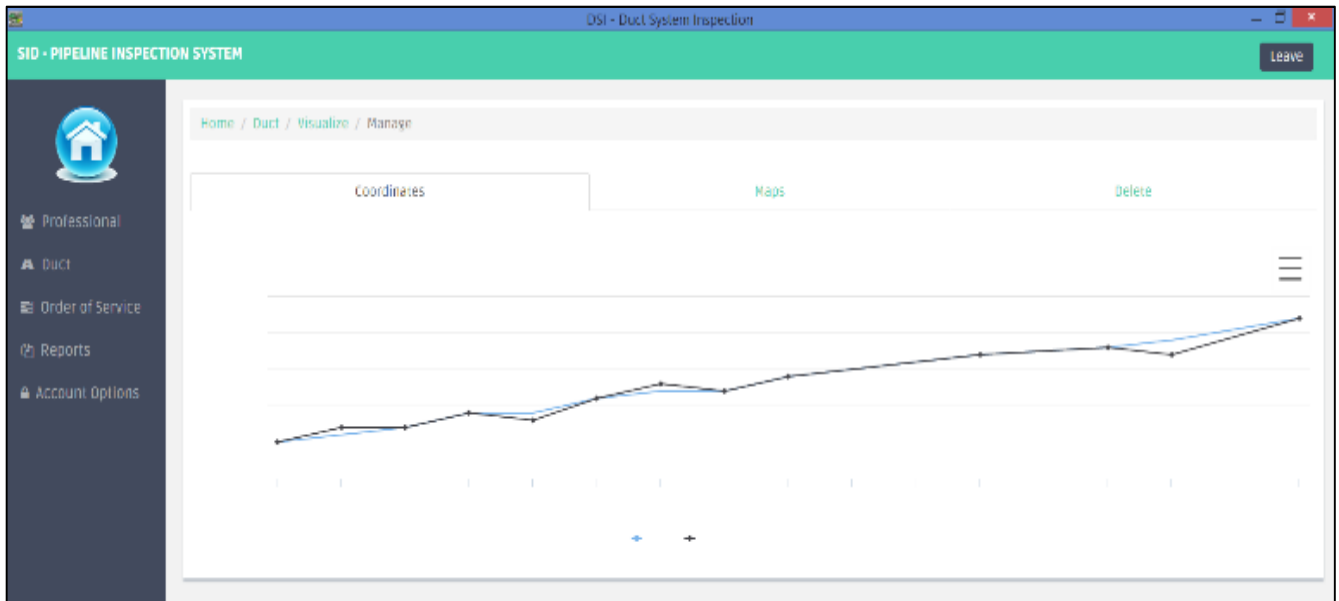 DSI - Duct System Inspection
SID - PIPELINE INSPECTION SYSTEM
Leave
Home / Duct / Visualize / Manage
Coordinates
Maps
Delete
Professional
Duct
Order of Service
Reports
Account Options